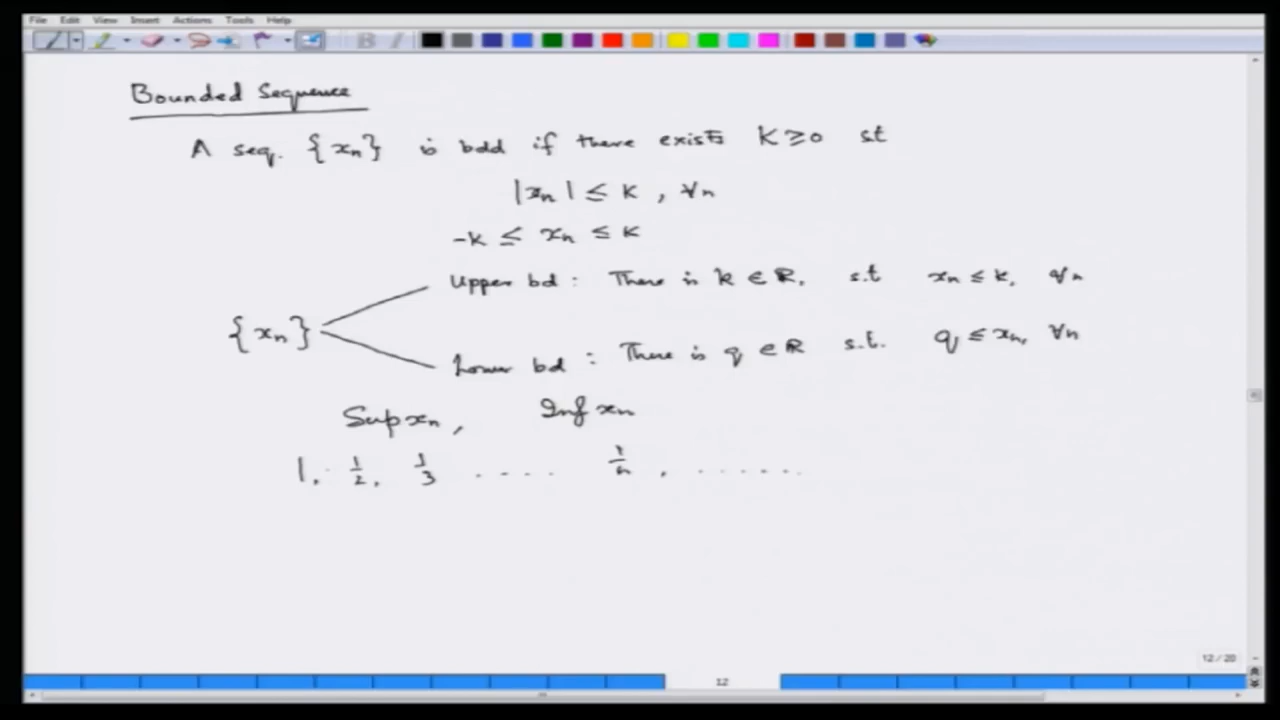 File Edit View Insert Actions Tools Help
Bounded Sequence
A seq. {xn} is bdd if there exists K ≥ 0 st
|xn| ≤ K , ∀n
-K ≤ xn ≤ K
Upper bd : There is k ∈ R, s.t xn ≤ k, ∀n
{xn}
Lower bd : There is q ∈ R s.t. q ≤ xn, ∀n
Sup xn, Inf xn
1, 1/2, 1/3 .... 1/n, ......
12 / 20
12